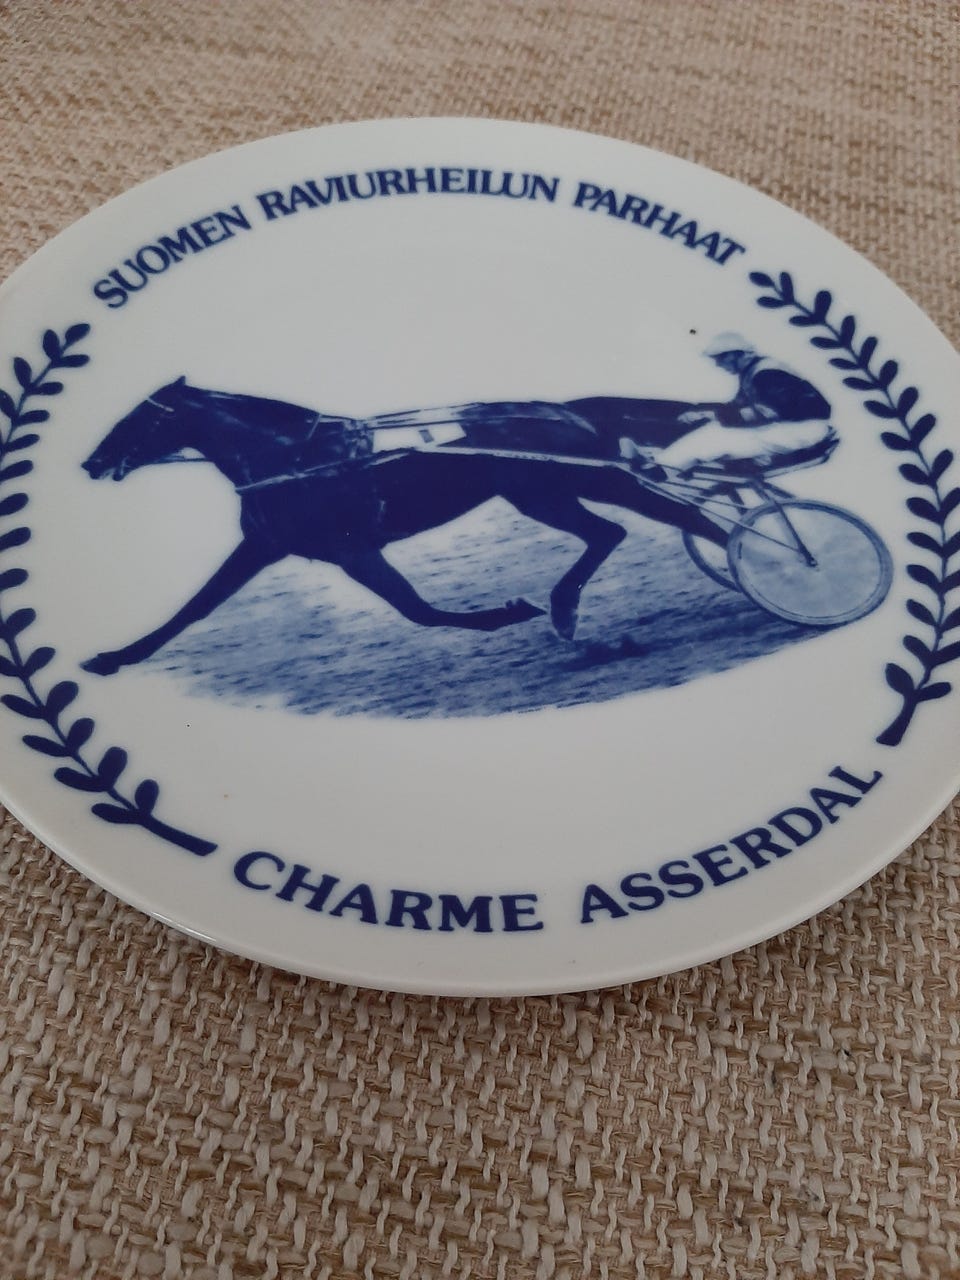 SUOMEN RAVIURHEILUN PARHAAT
CHARME ASSERDAL